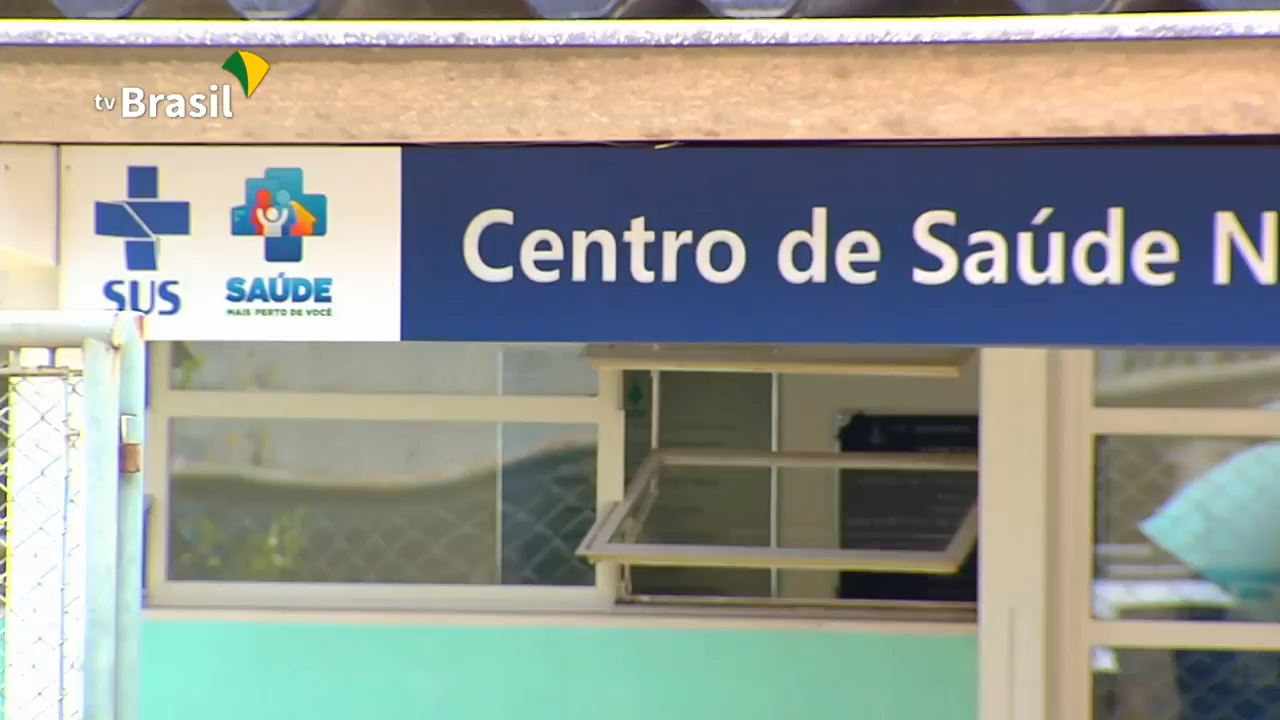 tv Brasil
SUS
SAÚDE
MAIS PERTO DE VOCÊ
Centro de Saúde N